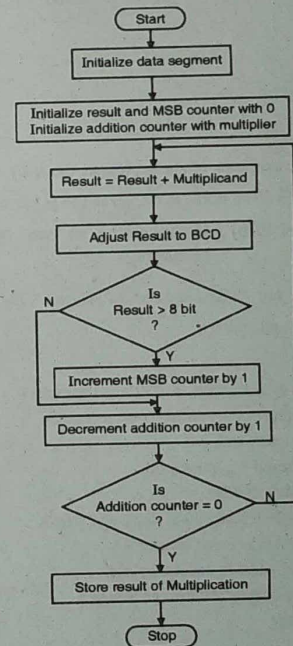 Start
Initialize data segment
Initialize result and MSB counter with 0
Initialize addition counter with multiplier
Result = Result + Multiplicand
Adjust Result to BCD
Is
N
Result > 8 bit
?
Y
Increment MSB counter by 1
Decrement addition counter by 1
Is
N
Addition counter = 0
?
Y
Store result of Multiplication
Stop